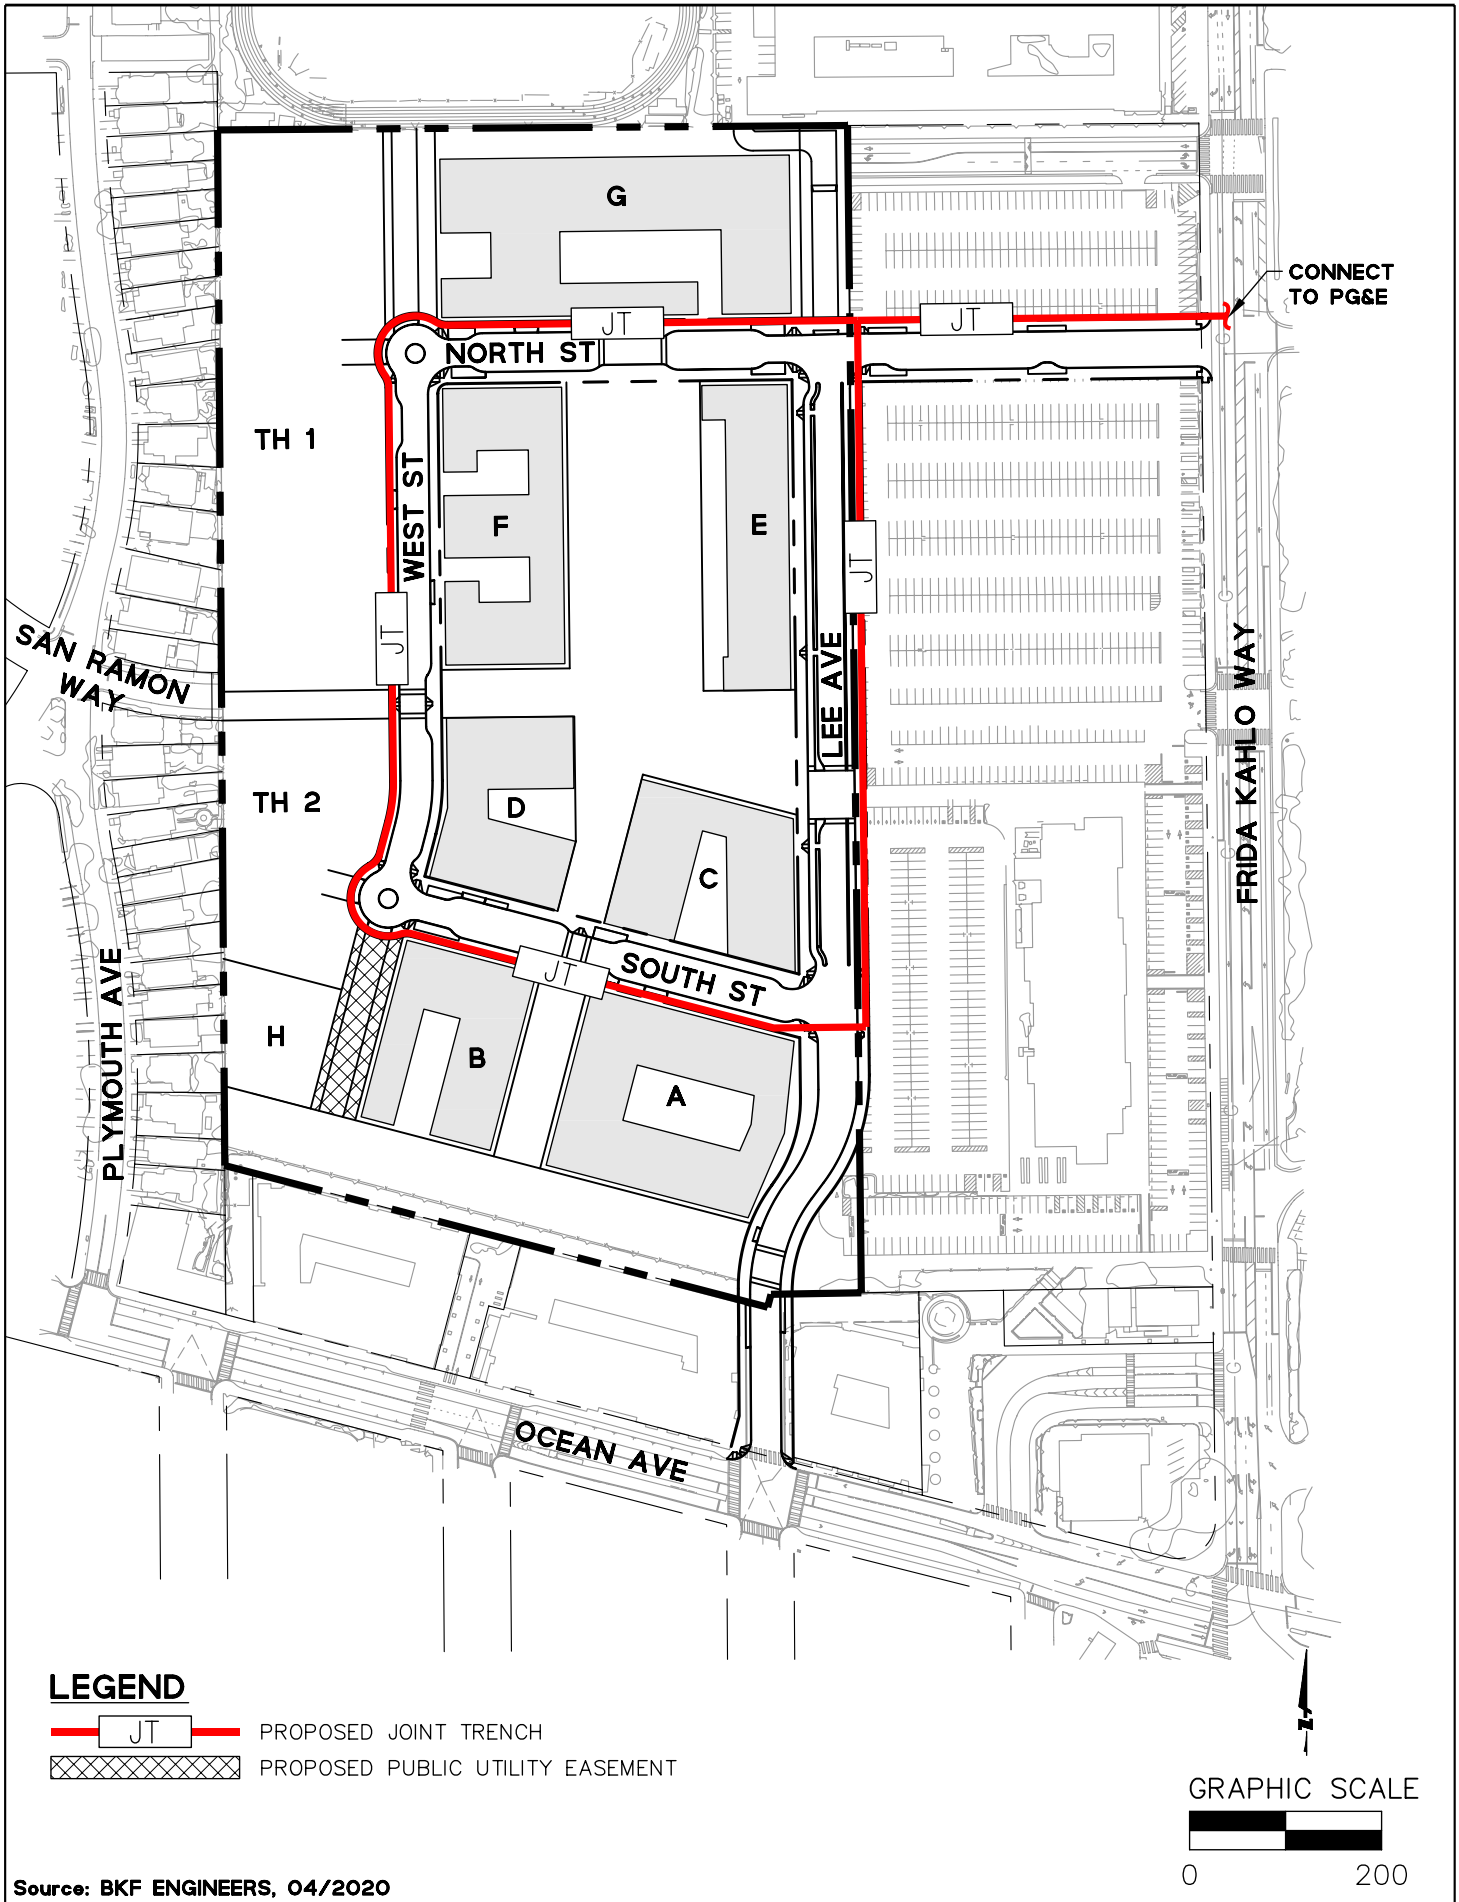 G
CONNECT
TO PG&E
JT
JT
NORTH ST
TH 1
WEST ST
F
E
JT
JT
SAN RAMON
WAY
LEE AVE
FRIDA KAHLO WAY
TH 2
D
C
PLYMOUTH AVE
JT
SOUTH ST
H
B
A
OCEAN AVE
LEGEND
JT
PROPOSED JOINT TRENCH
PROPOSED PUBLIC UTILITY EASEMENT
GRAPHIC SCALE
0
200
Source: BKF ENGINEERS, 04/2020